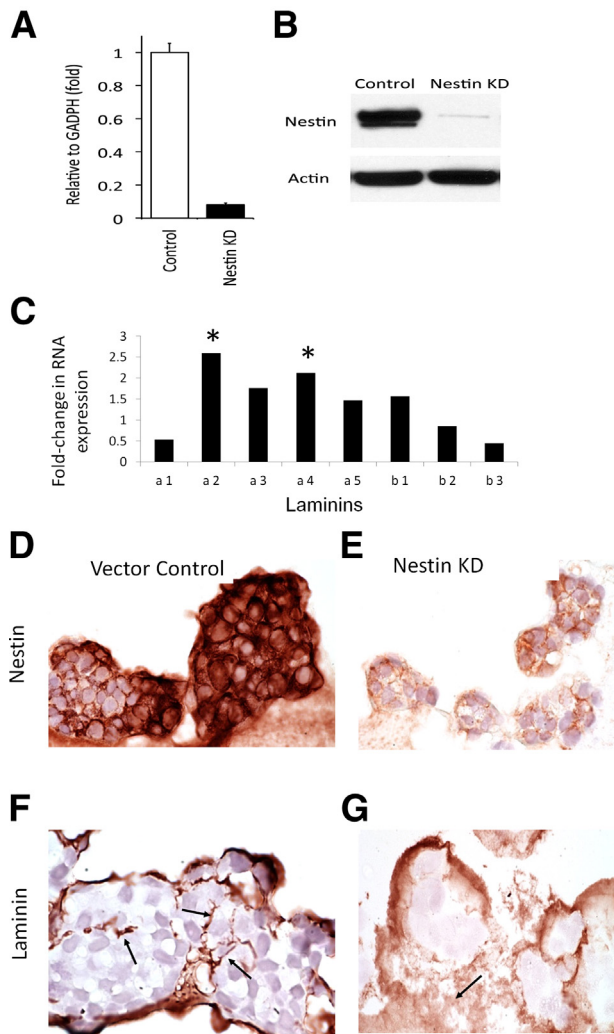 A
Relative to GADPH (fold)
1
0.8
0.6
0.4
0.2
0
Control
Nestin KD
B
Control Nestin KD
Nestin
Actin
C
Fold-change in RNA
expression
3
2.5
2
1.5
1
0.5
0
*
*
a 1 a 2 a 3 a 4 a 5 b 1 b 2 b 3
Laminins
D
Vector Control
E
Nestin KD
Nestin
F
G
Laminin